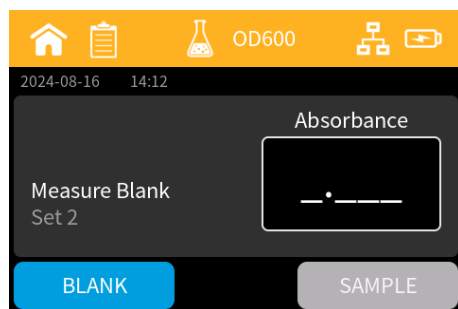 OD600
2024-08-16 14:12
Absorbance
_.___
Measure Blank
Set 2
BLANK SAMPLE